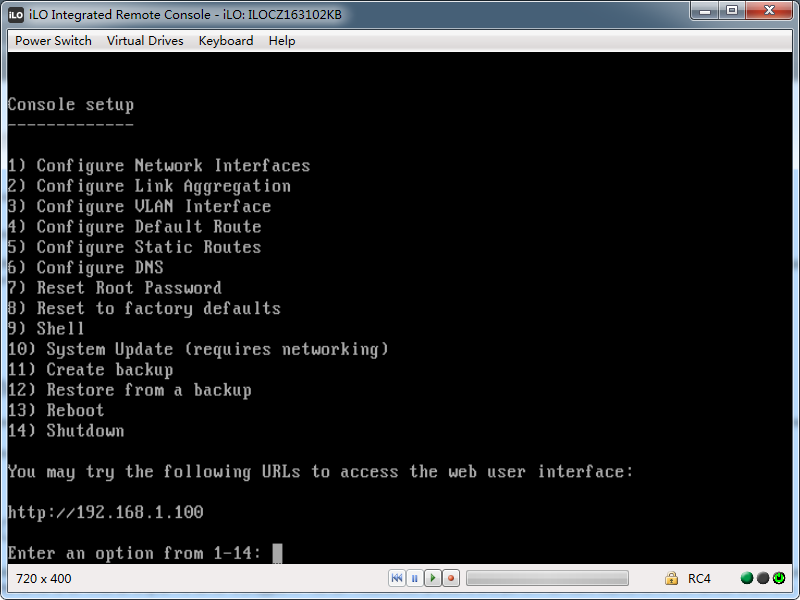 iLO iLO Integrated Remote Console - iLO: ILOCZ163102KB
Power Switch Virtual Drives Keyboard Help
Console setup
-------------
1) Configure Network Interfaces
2) Configure Link Aggregation
3) Configure VLAN Interface
4) Configure Default Route
5) Configure Static Routes
6) Configure DNS
7) Reset Root Password
8) Reset to factory defaults
9) Shell
10) System Update (requires networking)
11) Create backup
12) Restore from a backup
13) Reboot
14) Shutdown
You may try the following URLs to access the web user interface:
http://192.168.1.100
Enter an option from 1-14:
720 x 400 RC4